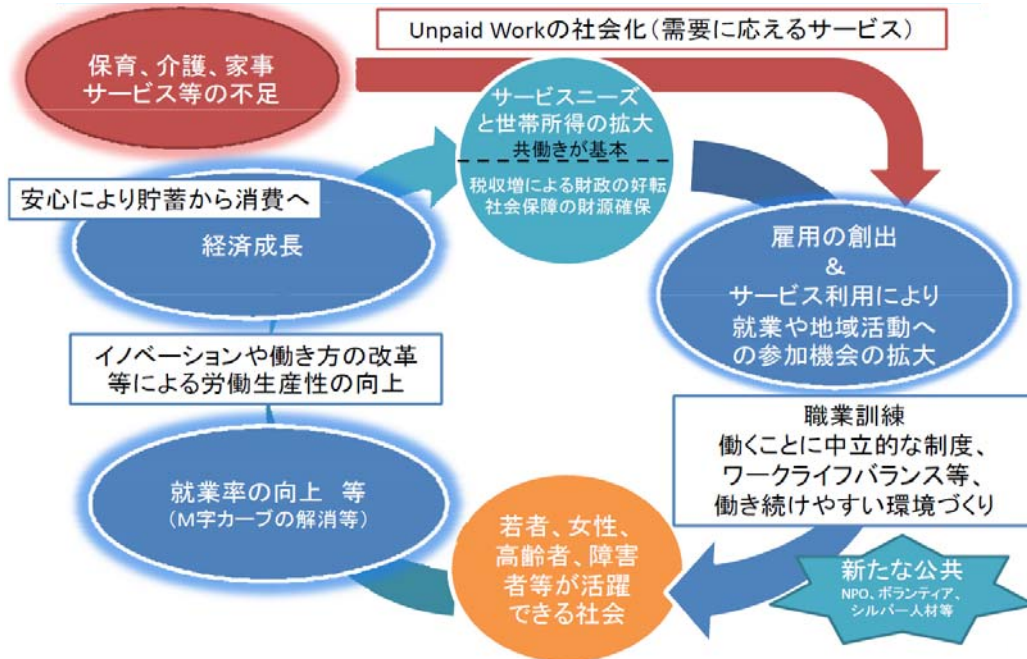 Unpaid Workの社会化（需要に応えるサービス）
保育、介護、家事
サービス等の不足
サービスニーズ
と世帯所得の拡大
共働きが基本
税収増による財政の好転
社会保障の財源確保
安心により貯蓄から消費へ
経済成長
雇用の創出
&
サービス利用により
就業や地域活動へ
の参加機会の拡大
イノベーションや働き方の改革
等による労働生産性の向上
職業訓練
働くことに中立的な制度、
ワークライフバランス等、
働き続けやすい環境づくり
就業率の向上　等
（M字カーブの解消等）
若者、女性、
高齢者、障害
者等が活躍
できる社会
新たな公共
NPO、ボランティア、
シルバー人材等